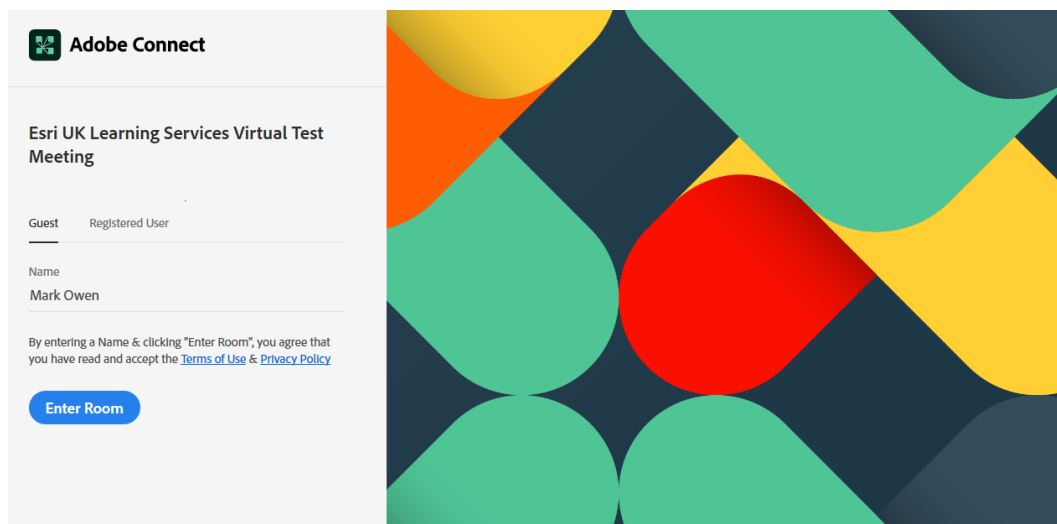 Adobe Connect
Esri UK Learning Services Virtual Test
Meeting
Guest Registered User
Name
Mark Owen
By entering a Name & clicking "Enter Room", you agree that
you have read and accept the Terms of Use & Privacy Policy
Enter Room